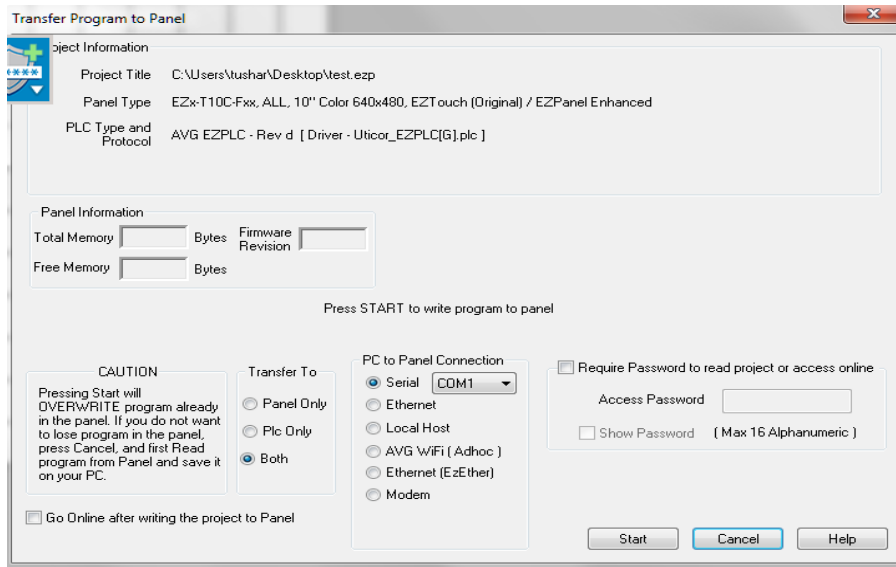 Transfer Program to Panel
oject Information
Project Title C:\Users\tushar\Desktop\test.ezp
Panel Type EZx-T10C-Fxx, ALL, 10" Color 640x480, EZTouch (Original) / EZPanel Enhanced
PLC Type and
Protocol
AVG EZPLC - Rev d [ Driver - Uticor_EZPLC[G].plc ]
****
Panel Information
Total Memory Bytes
Firmware
Revision
Free Memory Bytes
Press START to write program to panel
CAUTION
Pressing Start will
OVERWRITE program already
in the panel. If you do not want
to lose program in the panel,
press Cancel, and first Read
program from Panel and save it
on your PC.
Transfer To
Panel Only
Plc Only
Both
PC to Panel Connection
Serial COM1
Ethernet
Local Host
AVG WiFi ( Adhoc )
Ethernet (EzEther)
Modem
Require Password to read project or access online
Access Password
Show Password ( Max 16 Alphanumeric )
Go Online after writing the project to Panel
Start Cancel Help